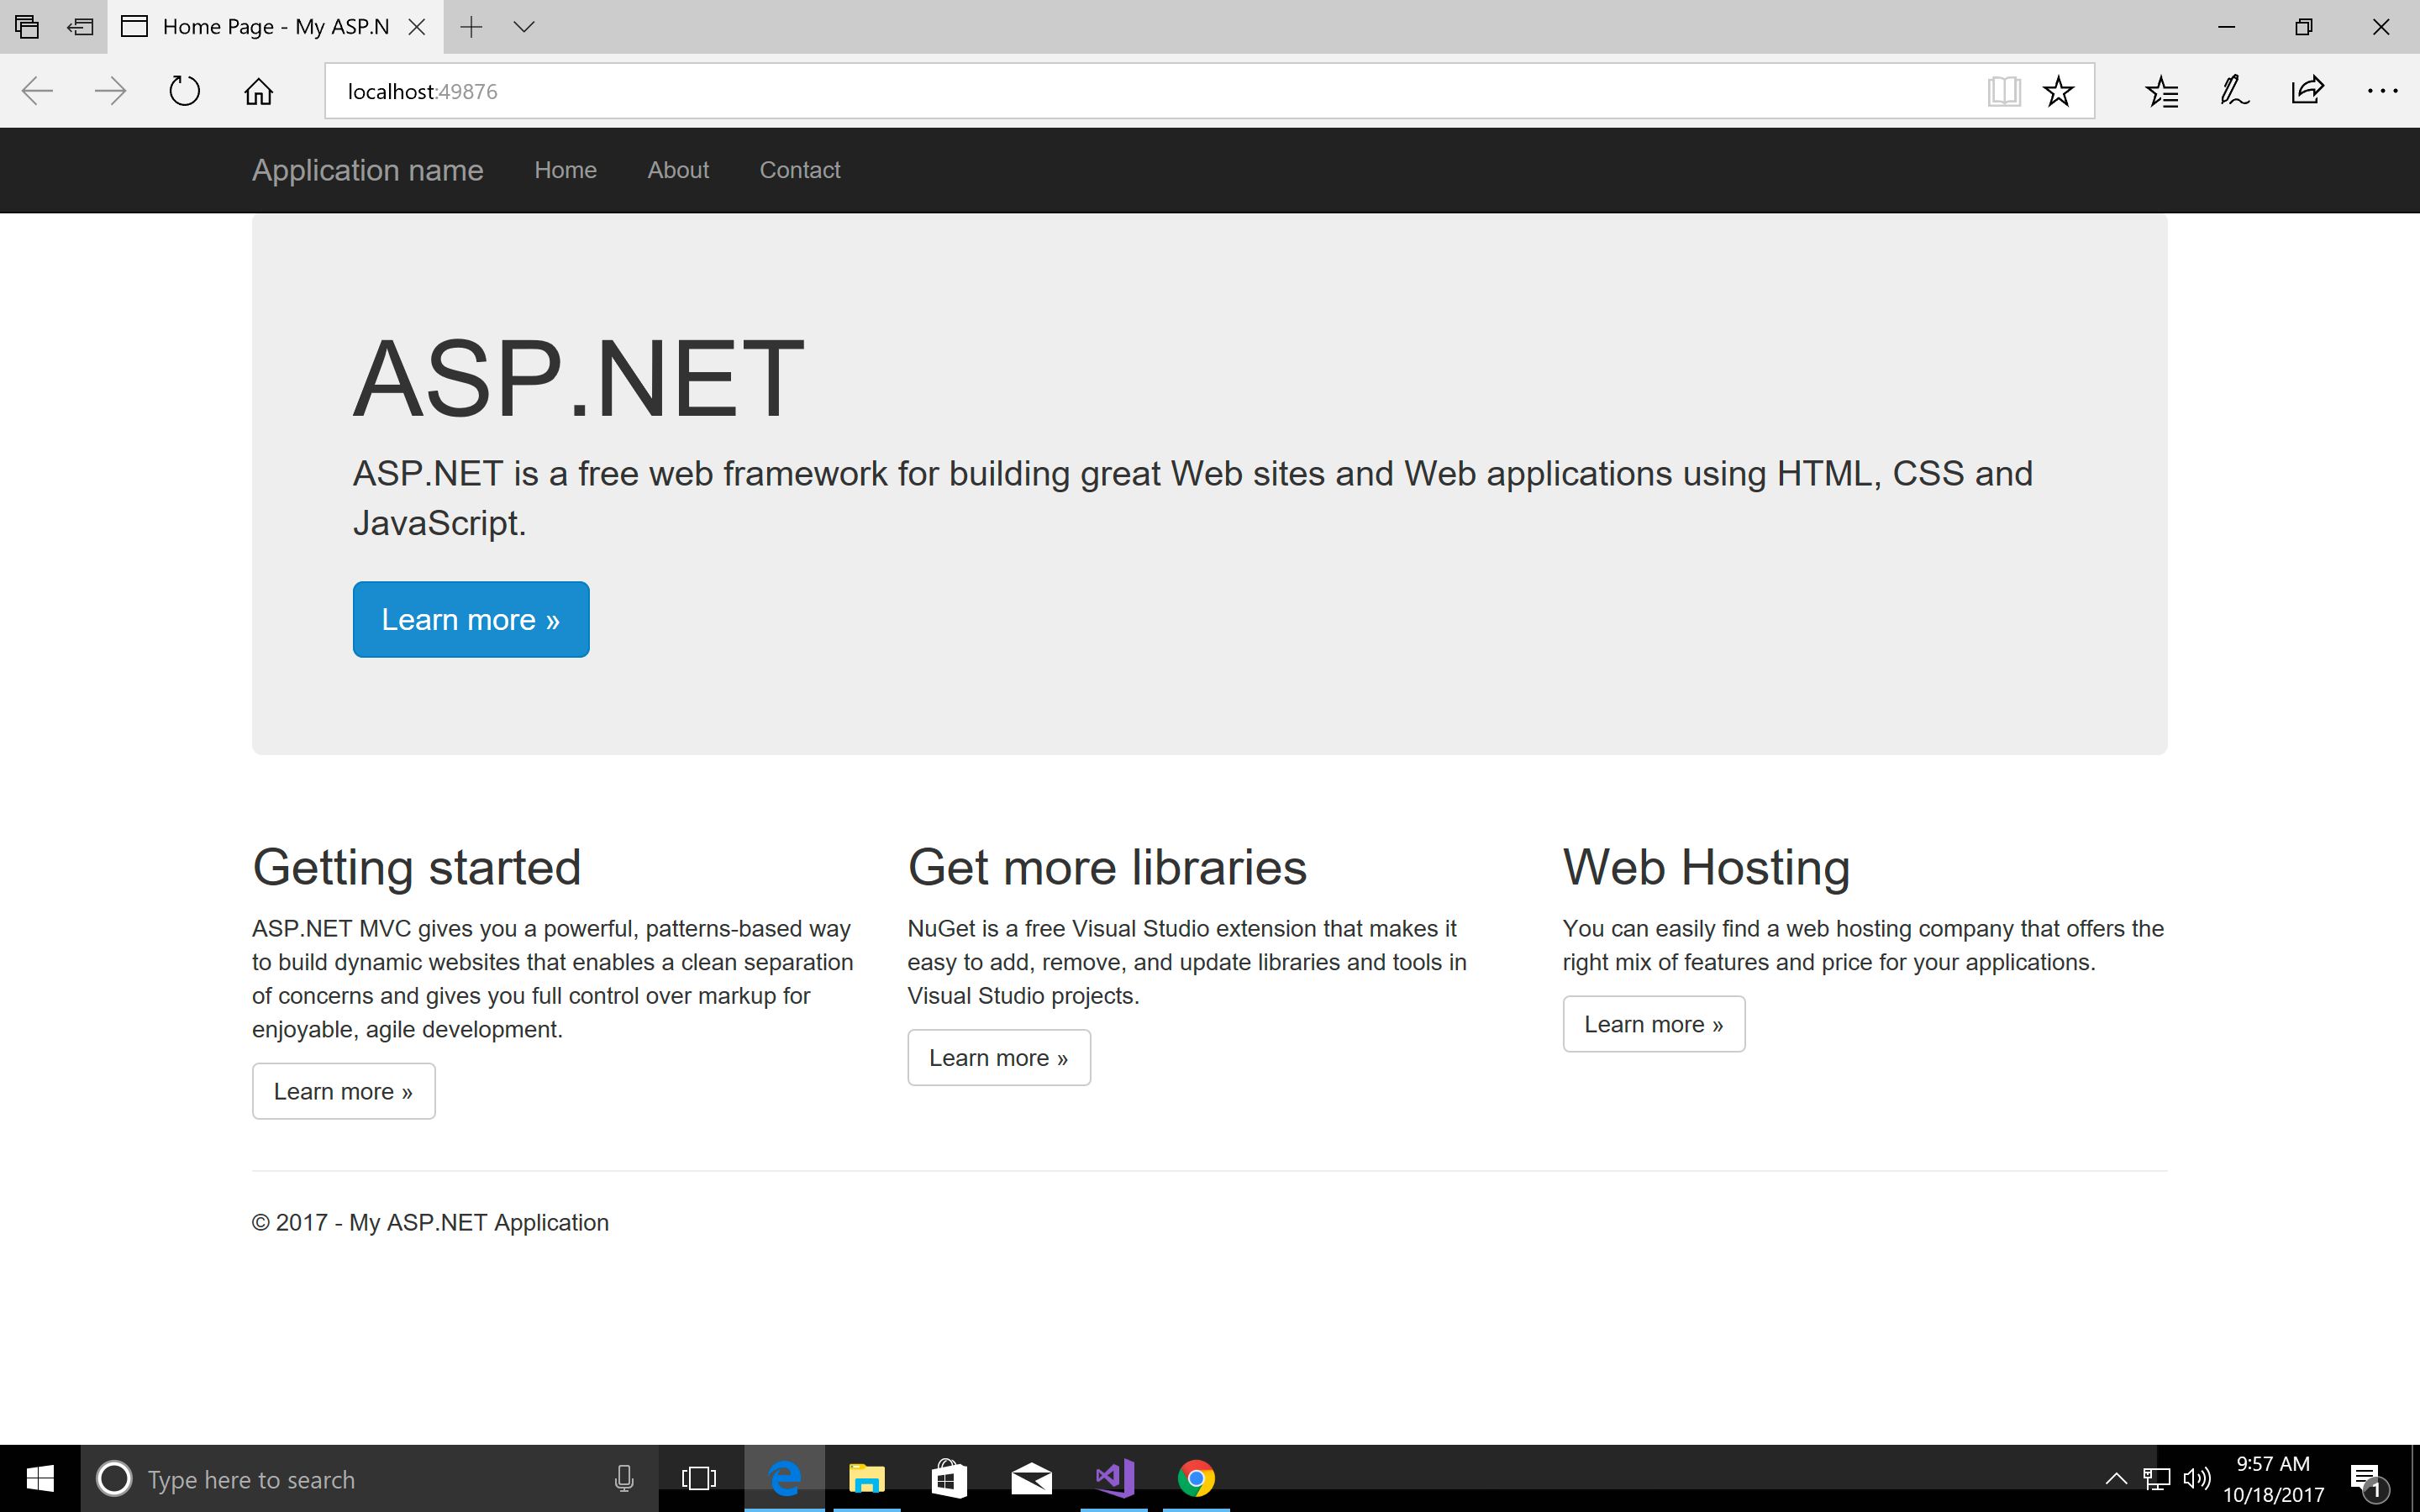 Home Page - My ASP.N
localhost:49876
Application name Home About Contact
ASP.NET
ASP.NET is a free web framework for building great Web sites and Web applications using HTML, CSS and
JavaScript.
Learn more »
Getting started
ASP.NET MVC gives you a powerful, patterns-based way
to build dynamic websites that enables a clean separation
of concerns and gives you full control over markup for
enjoyable, agile development.
Learn more »
Get more libraries
NuGet is a free Visual Studio extension that makes it
easy to add, remove, and update libraries and tools in
Visual Studio projects.
Learn more »
Web Hosting
You can easily find a web hosting company that offers the
right mix of features and price for your applications.
Learn more »
© 2017 - My ASP.NET Application
Type here to search
9:57 AM
10/18/2017
1